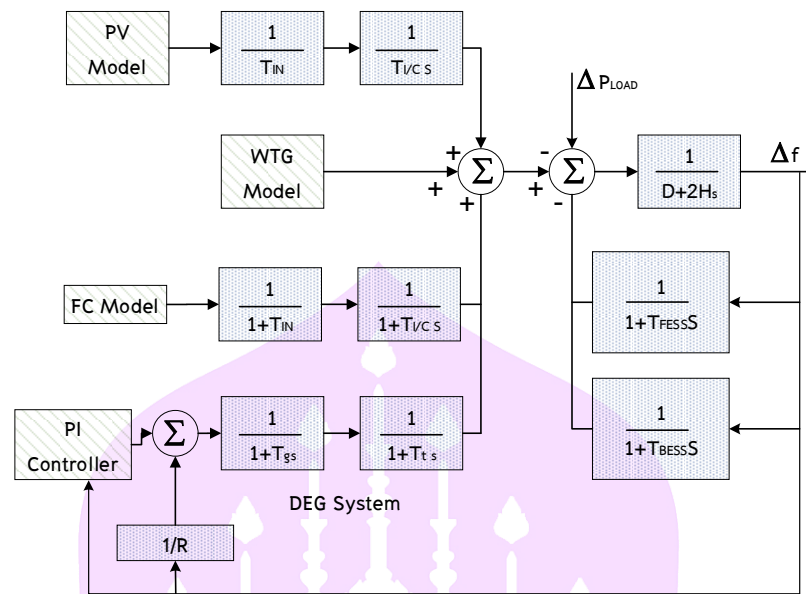 PV
Model
1
TIN
1
TI/C S
Δ PLOAD
WTG
Model
+
+
+
Σ
-
+
-
Σ
1
D+2Hs
Δf
FC Model
1
1+TIN
1
1+TI/C S
1
1+TFESSS
PI
Controller
Σ
1
1+Tgs
1
1+Tt s
1
1+TBESSS
DEG System
1/R